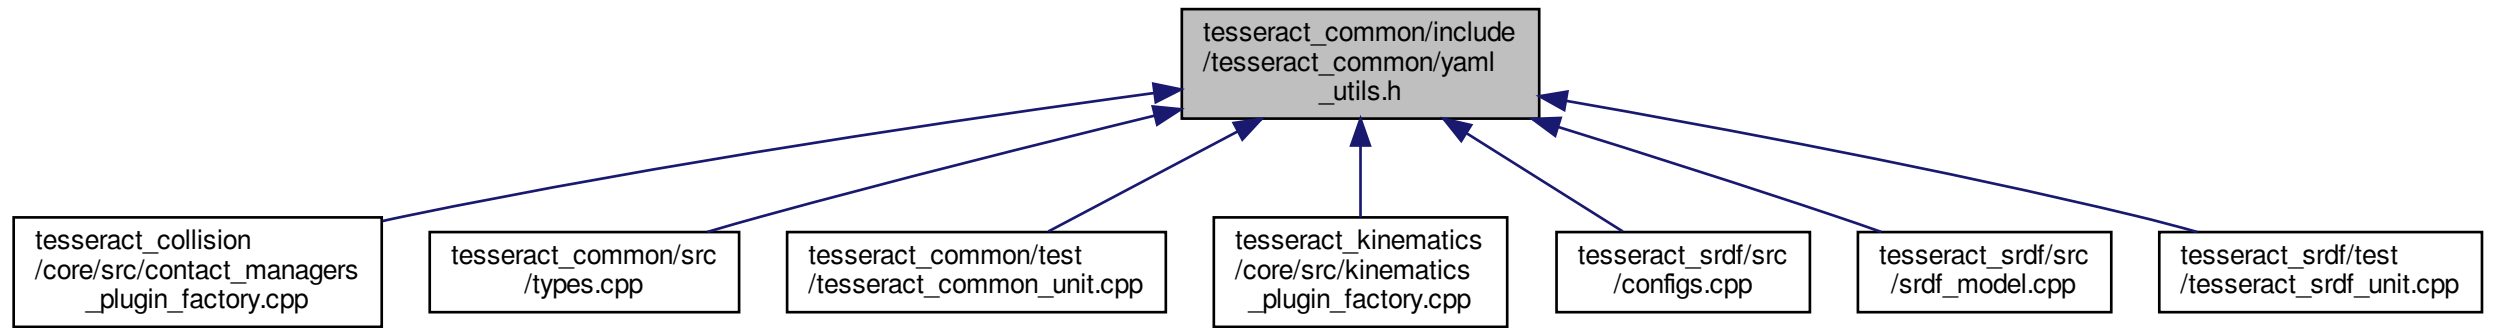 tesseract_common/include
/tesseract_common/yaml
_utils.h
tesseract_collision
/core/src/contact_managers
_plugin_factory.cpp
tesseract_common/src
/types.cpp
tesseract_common/test
/tesseract_common_unit.cpp
tesseract_kinematics
/core/src/kinematics
_plugin_factory.cpp
tesseract_srdf/src
/configs.cpp
tesseract_srdf/src
/srdf_model.cpp
tesseract_srdf/test
/tesseract_srdf_unit.cpp